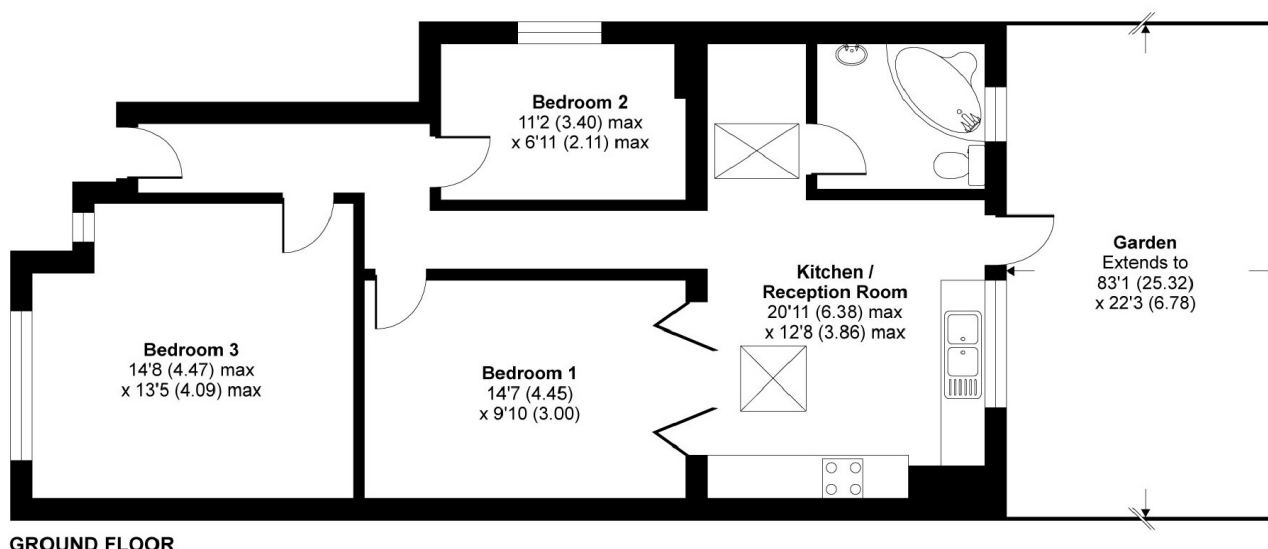 Bedroom 2
11'2 (3.40) max
x 6'11 (2.11) max
Kitchen /
Reception Room
20'11 (6.38) max
x 12'8 (3.86) max
Garden
Extends to
83'1 (25.32)
x 22'3 (6.78)
Bedroom 3
14'8 (4.47) max
x 13'5 (4.09) max
Bedroom 1
14'7 (4.45)
x 9'10 (3.00)
GROUND FLOOR